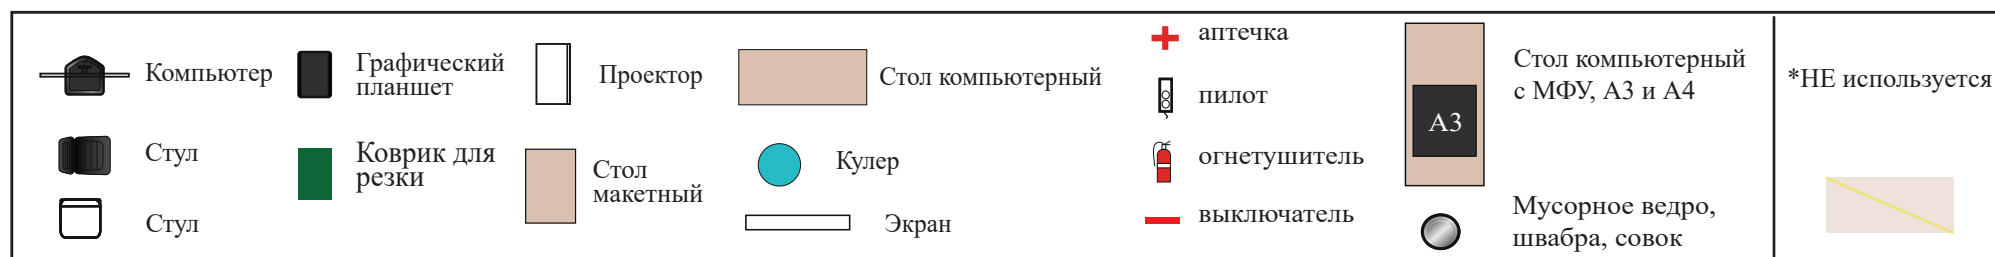 Компьютер
Стул
Стул
Графический
планшет
Коврик для
резки
Проектор
Стол
макетный
Стол компьютерный
Кулер
Экран
аптечка
пилот
огнетушитель
выключатель
А3
Стол компьютерный
с МФУ, А3 и А4
Мусорное ведро,
швабра, совок
*НЕ используется